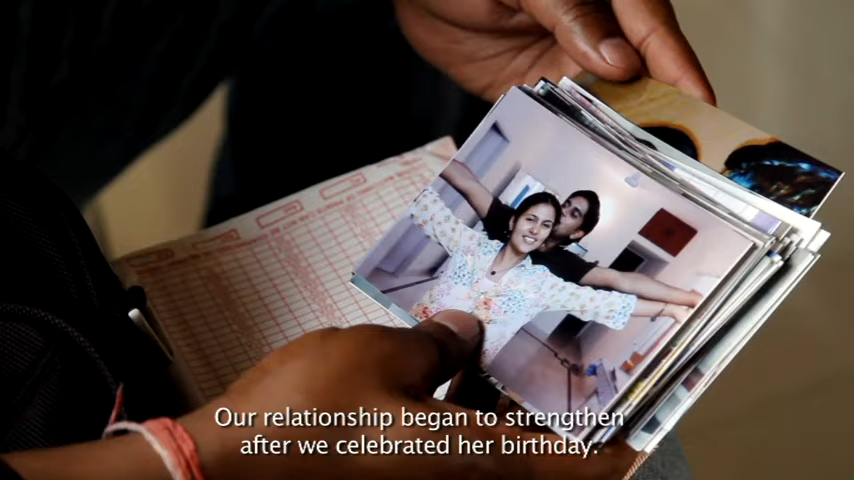 Our relationship began to strengthen
after we celebrated her birthday.